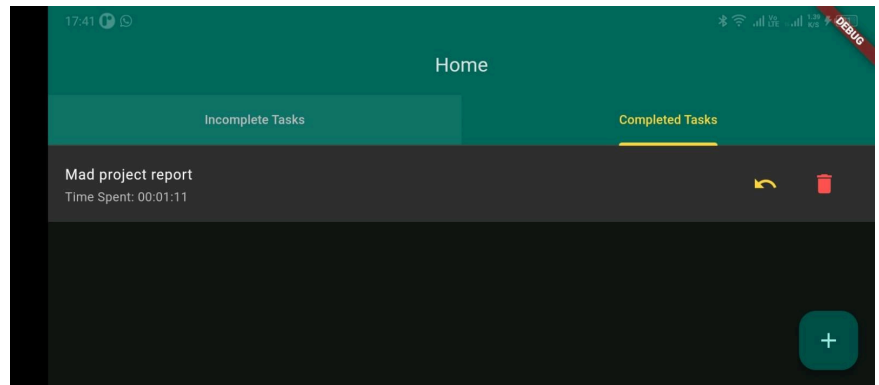 17:41
DEBUG
Home
Incomplete Tasks
Completed Tasks
Mad project report
Time Spent: 00:01:11
+